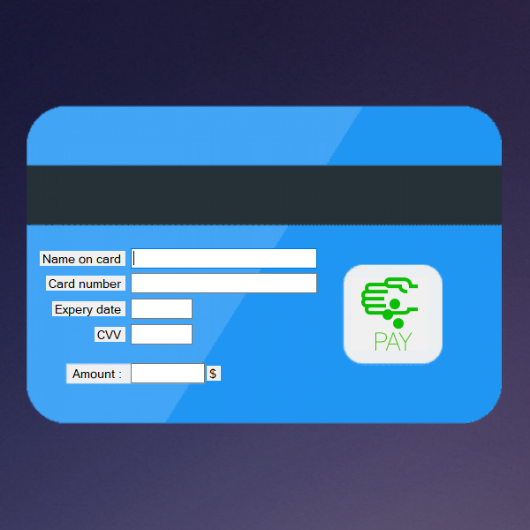 Name on card
Card number
Expery date
CVV
Amount : $
PAY